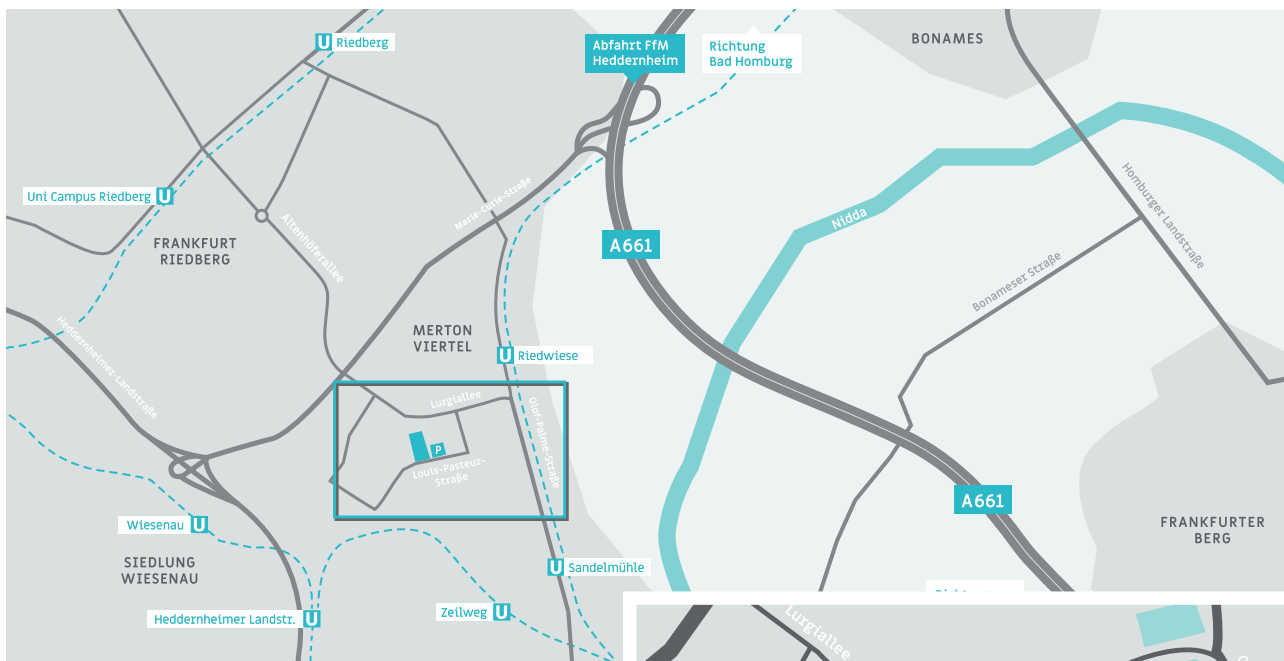 U Riedberg
Abfahrt FfM
Heddernheim
Richtung
Bad Homburg
BONAMES
Uni Campus Riedberg U
FRANKFURT
RIEDBERG
Altenhöferallee
Marie-Curie-Straße
A661
Nidda
Homburger Landstraße
Bonameser Straße
Heddernheimer-Landstraße
MERTON
VIERTEL
U Riedwiese
Lurgiallee
Olof-Palme-Straße
P
Louis-Pasteur-
Straße
A661
FRANKFURTER
BERG
Wiesenau U
SIEDLUNG
WIESENAU
U Sandelmühle
Heddernheimer Landstr. U
Zeilweg U
Lurgiallee